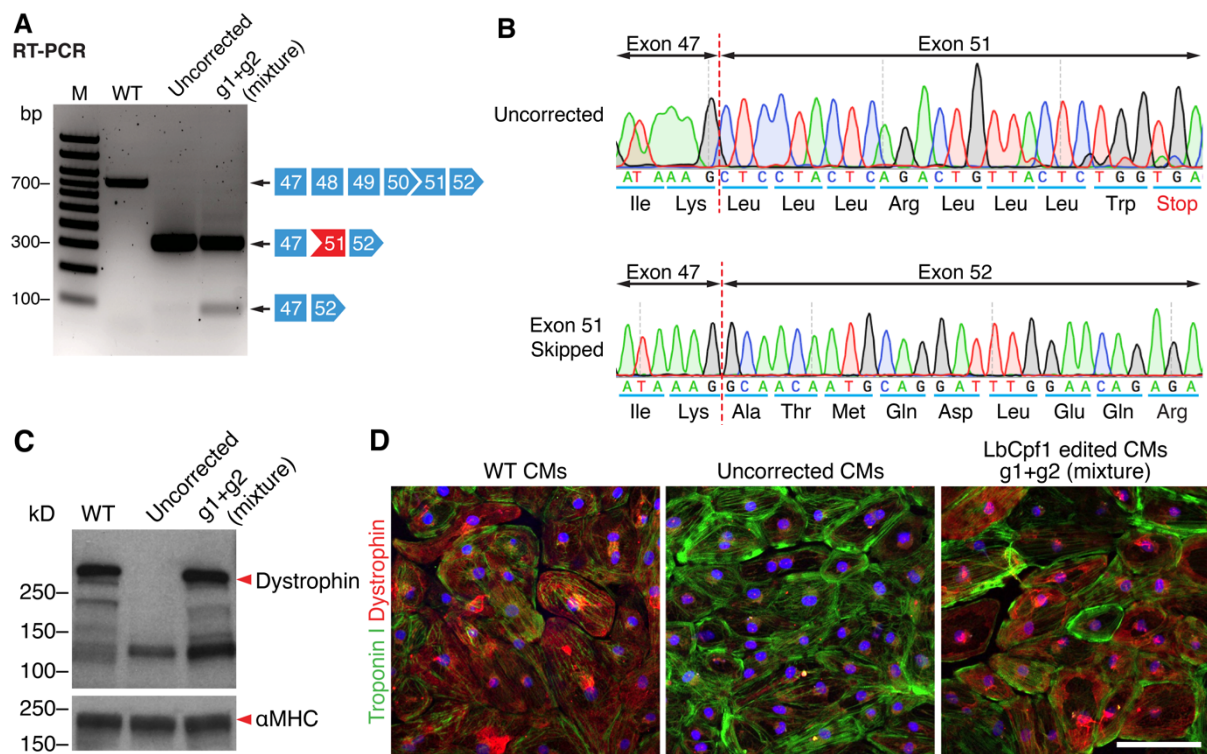 A
RT-PCR
M WT Uncorrected g1+g2 (mixture)
bp
700–
47 48 49 50 51 52
300–
47 51 52
100–
47 52
B
Exon 47 Exon 51
Uncorrected
A T A A A G C T C C T A C T C A G A C T G T T A C T C T G G T G A
Ile Lys Leu Leu Leu Arg Leu Leu Leu Trp Stop
Exon 47 Exon 52
Exon 51
Skipped
A T A A A G G C A A C A A T G C A G G A T T T G G A A C A G A G A
Ile Lys Ala Thr Met Gln Asp Leu Glu Gln Arg
C
kD WT Uncorrected g1+g2 (mixture)
250–
Dystrophin
150–
100–
250–
αMHC
150–
D
Troponin I Dystrophin
WT CMs
Uncorrected CMs
LbCpf1 edited CMs
g1+g2 (mixture)